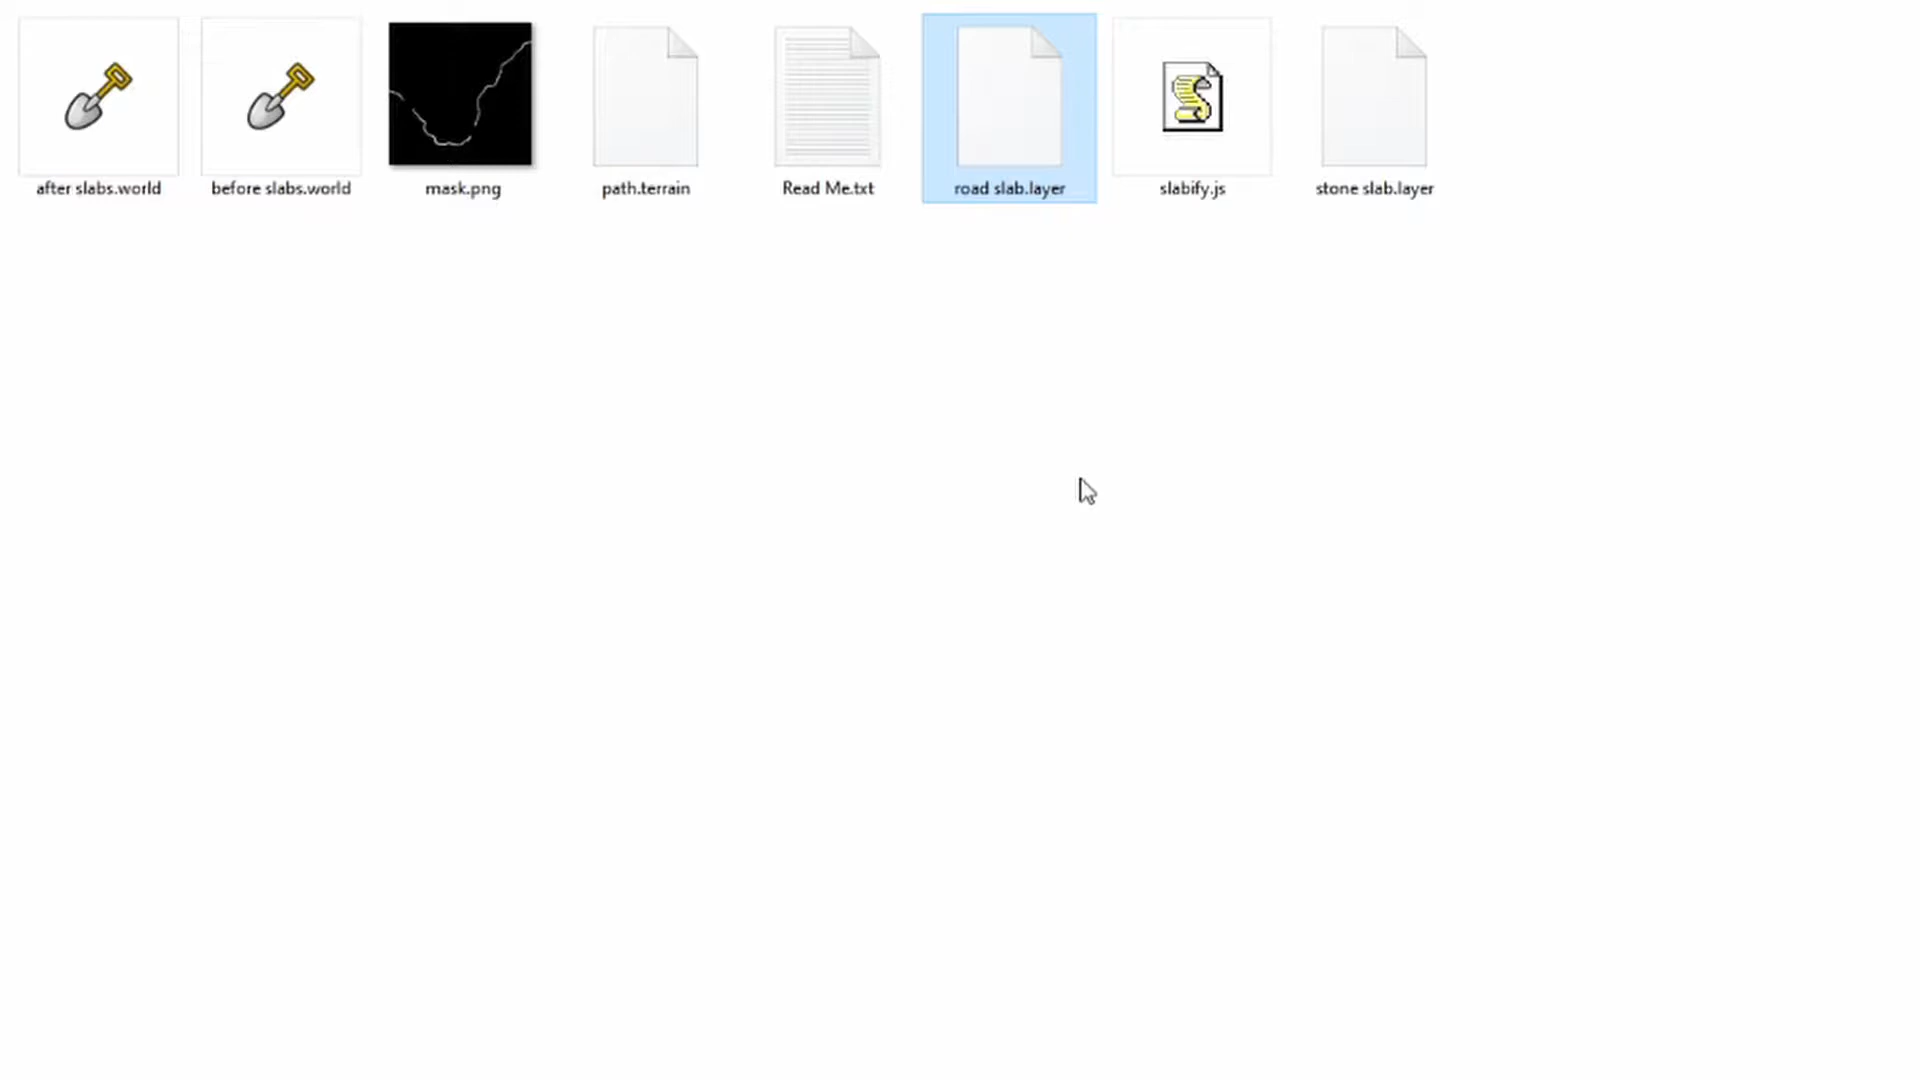 after slabs.world
before slabs.world
mask.png
path.terrain
Read Me.txt
road slab.layer
slabify.js
stone slab.layer